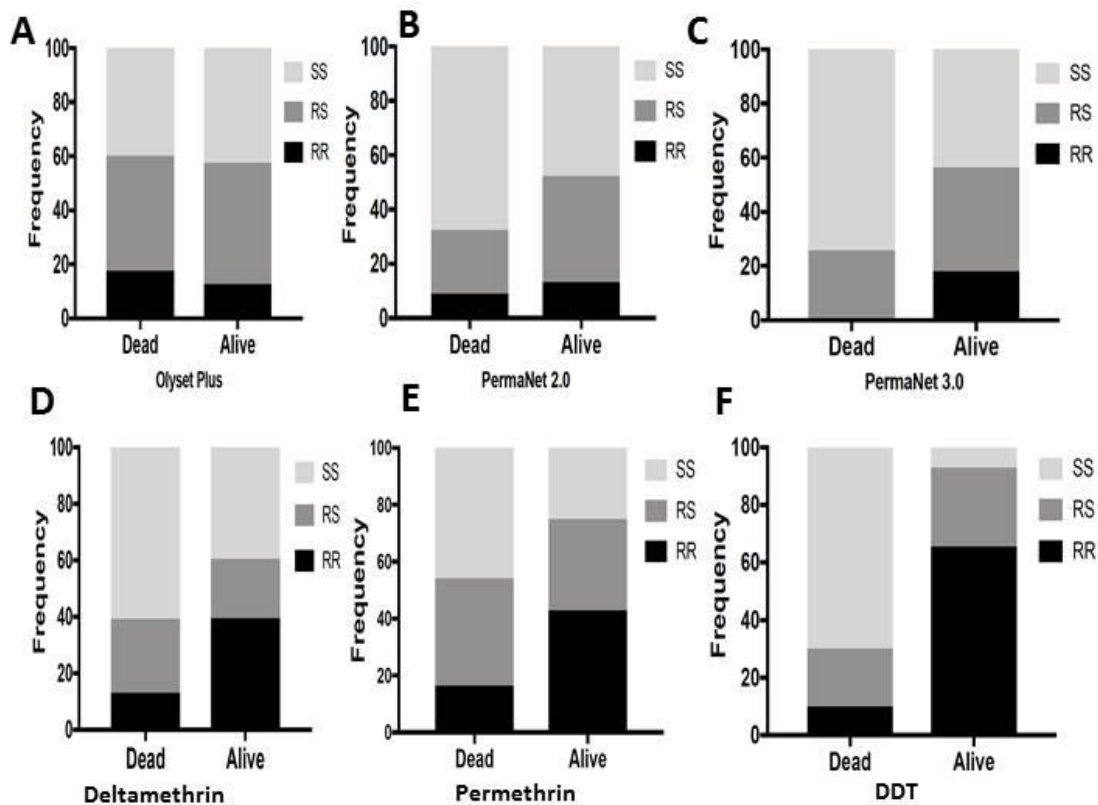 A
Frequency
100
80
60
40
20
0
Dead Alive
Olyset Plus
SS
RS
RR
B
Frequency
100
80
60
40
20
0
Dead Alive
PermaNet 2.0
SS
RS
RR
C
Frequency
100
80
60
40
20
0
Dead Alive
PermaNet 3.0
SS
RS
RR
D
Frequency
100
80
60
40
20
0
Dead Alive
Deltamethrin
SS
RS
RR
E
Frequency
100
80
60
40
20
0
Dead Alive
Permethrin
SS
RS
RR
F
Frequency
100
80
60
40
20
0
Dead Alive
DDT
SS
RS
RR